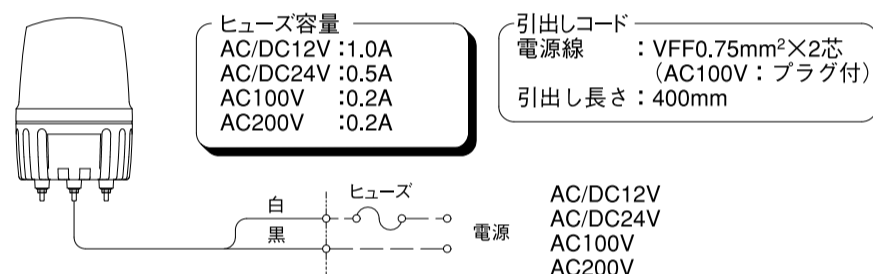 ヒューズ容量
AC/DC12V：1.0A
AC/DC24V：0.5A
AC100V　：0.2A
AC200V　：0.2A
引出しコード
電源線　　：VFF0.75mm²×2芯
（AC100V：プラグ付）
引出し長さ：400mm
白
ヒューズ
黒
電源
AC/DC12V
AC/DC24V
AC100V
AC200V